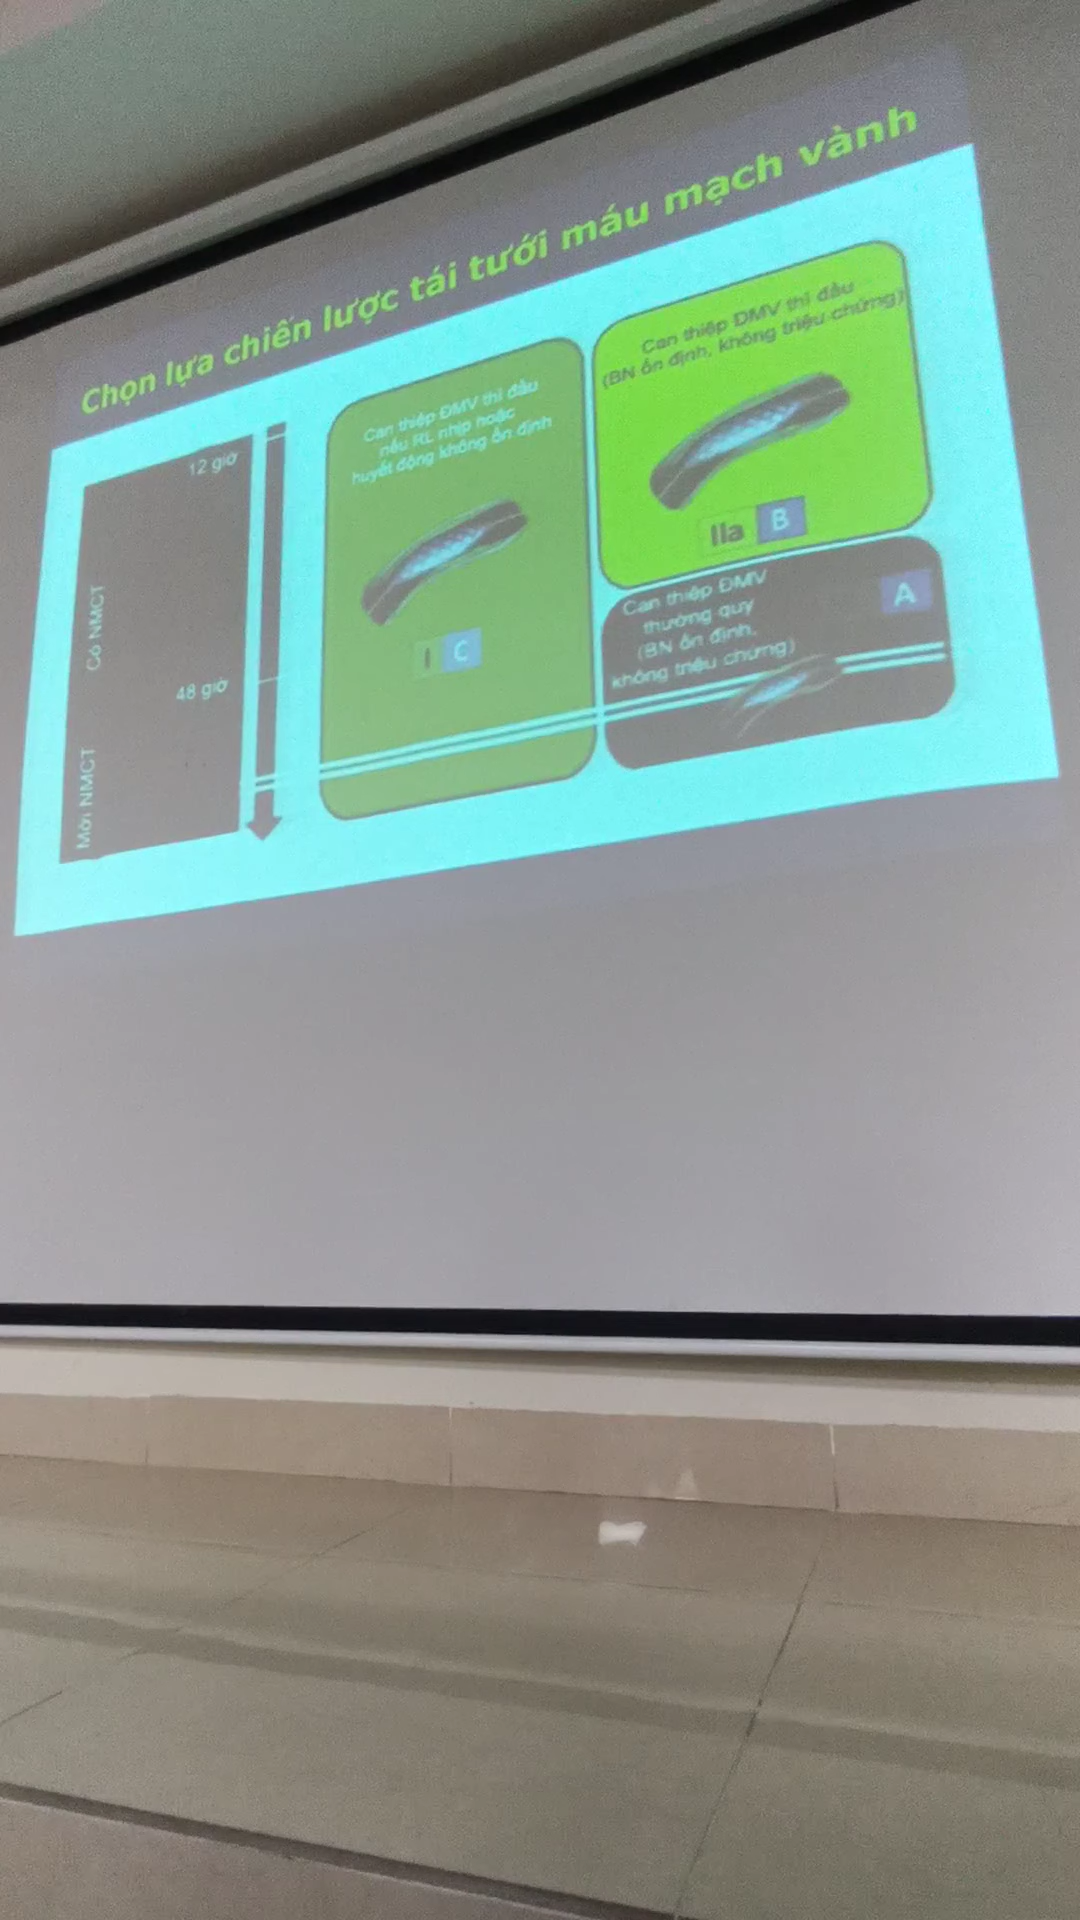 Chọn lựa chiến lược tái tưới máu mạch vành
12 giờ
Có NMCT
48 giờ
Mới NMCT
Can thiệp ĐMV thì đầu
nếu RL nhịp hoặc
huyết động không ổn định
I C
Can thiệp ĐMV thì đầu
(BN ổn định, không triệu chứng)
IIa B
Can thiệp ĐMV
thường quy
(BN ổn định,
không triệu chứng)
A